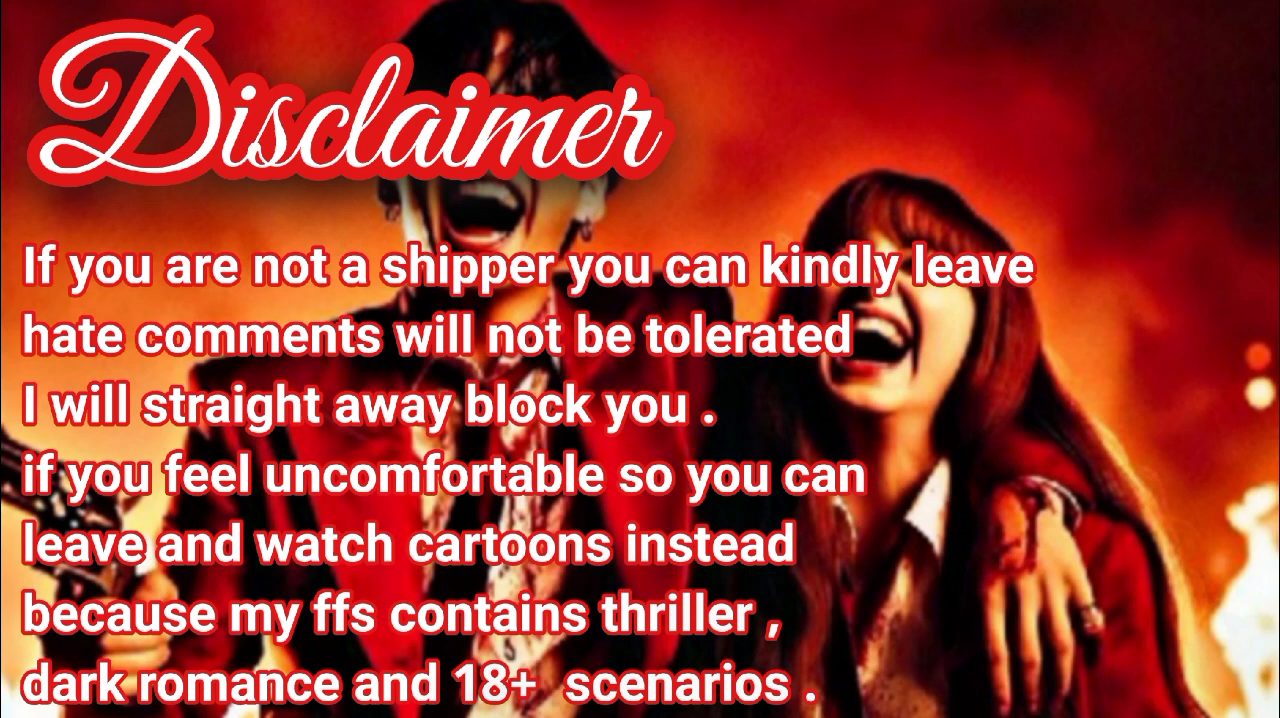 Disclaimer
If you are not a shipper you can kindly leave
hate comments will not be tolerated
I will straight away block you .
if you feel uncomfortable so you can
leave and watch cartoons instead
because my ffs contains thriller ,
dark romance and 18+ scenarios .